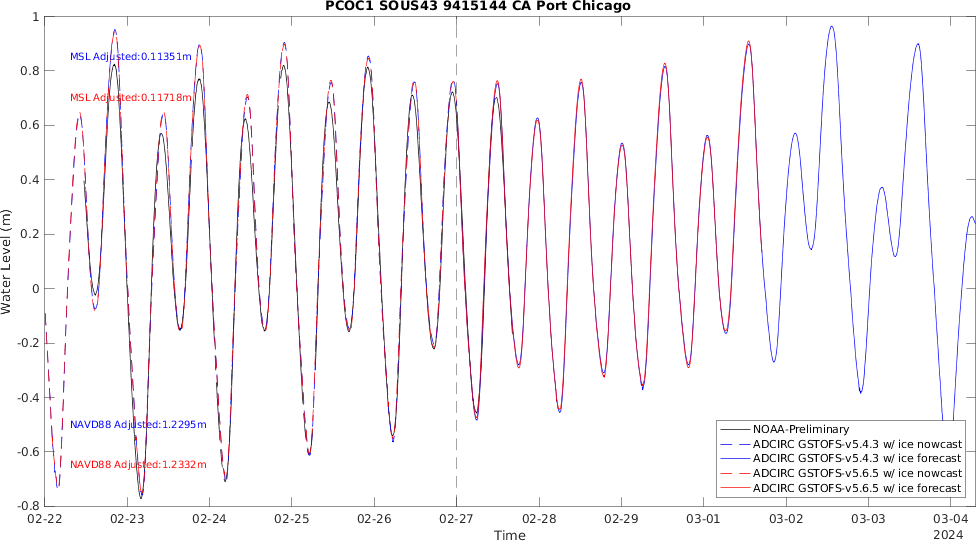 PCOC1 SOUS43 9415144 CA Port Chicago
1
0.8
0.6
0.4
0.2
0
-0.2
-0.4
-0.6
-0.8
Water Level (m)
MSL Adjusted:0.11351m
MSL Adjusted:0.11718m
NAVD88 Adjusted:1.2295m
NAVD88 Adjusted:1.2332m
NOAA-Preliminary
ADCIRC GSTOFS-v5.4.3 w/ ice nowcast
ADCIRC GSTOFS-v5.4.3 w/ ice forecast
ADCIRC GSTOFS-v5.6.5 w/ ice nowcast
ADCIRC GSTOFS-v5.6.5 w/ ice forecast
02-22 02-23 02-24 02-25 02-26 02-27 02-28 02-29 03-01 03-02 03-03 03-04
Time
2024